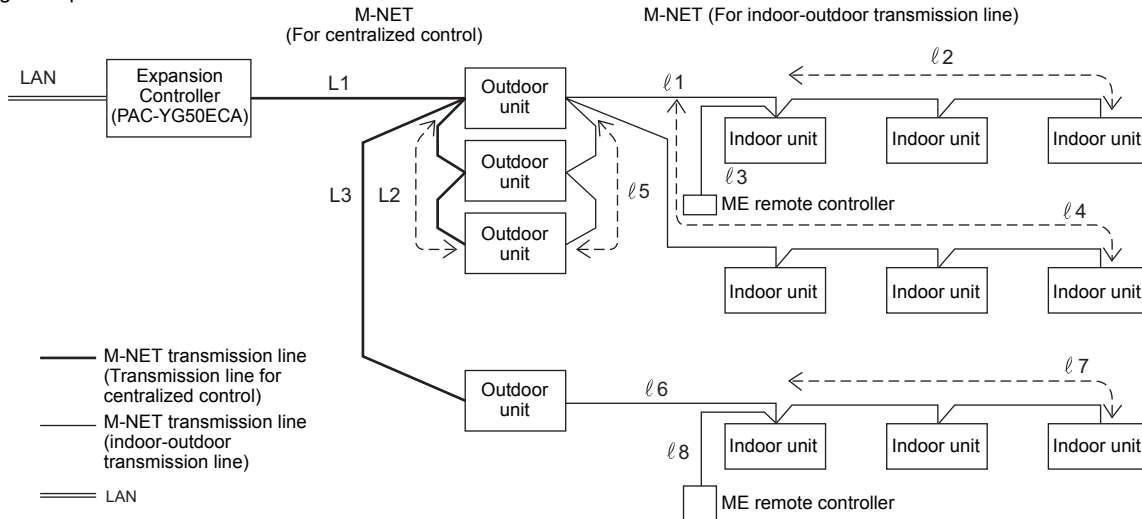 M-NET
(For centralized control)
M-NET (For indoor-outdoor transmission line)
LAN
Expansion
Controller
(PAC-YG50ECA)
L1
Outdoor
unit
ℓ1
ℓ2
Indoor unit
Indoor unit
Indoor unit
L3
L2
Outdoor
unit
ℓ5
ℓ3
ME remote controller
ℓ4
Outdoor
unit
Indoor unit
Indoor unit
Indoor unit
M-NET transmission line
(Transmission line for
centralized control)
M-NET transmission line
(indoor-outdoor
transmission line)
LAN
Outdoor
unit
ℓ6
ℓ7
Indoor unit
Indoor unit
Indoor unit
ℓ8
ME remote controller